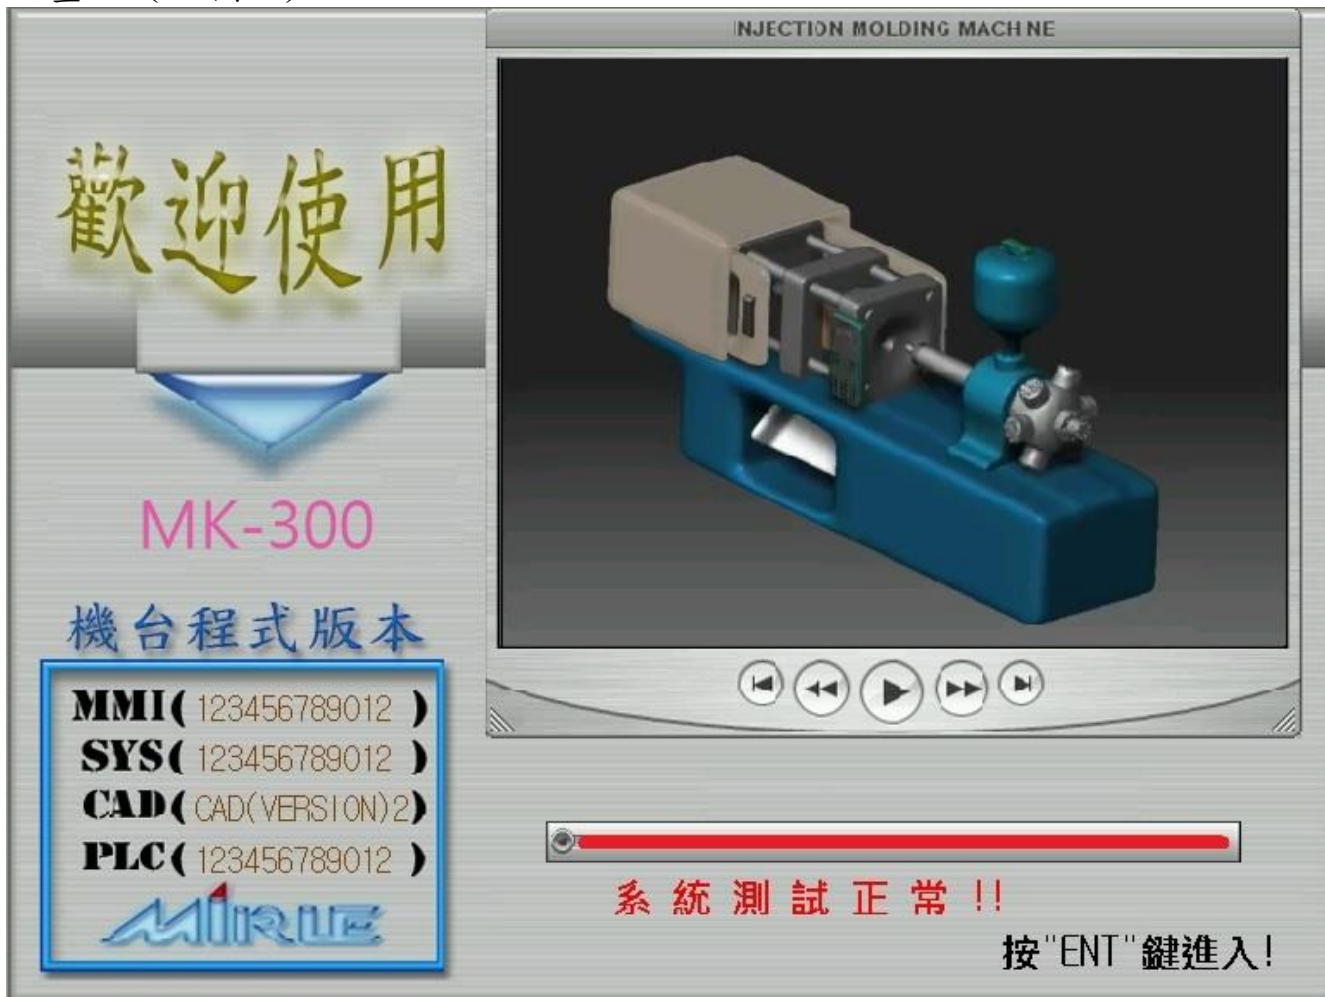 INJECTION MOLDING MACHINE
歡迎使用
MK-300
機台程式版本
MMI( 123456789012 )
SYS( 123456789012 )
CAD( CAD(VERSION)2)
PLC( 123456789012 )
MIRLE
系統測試正常!!
按"ENT"鍵進入!